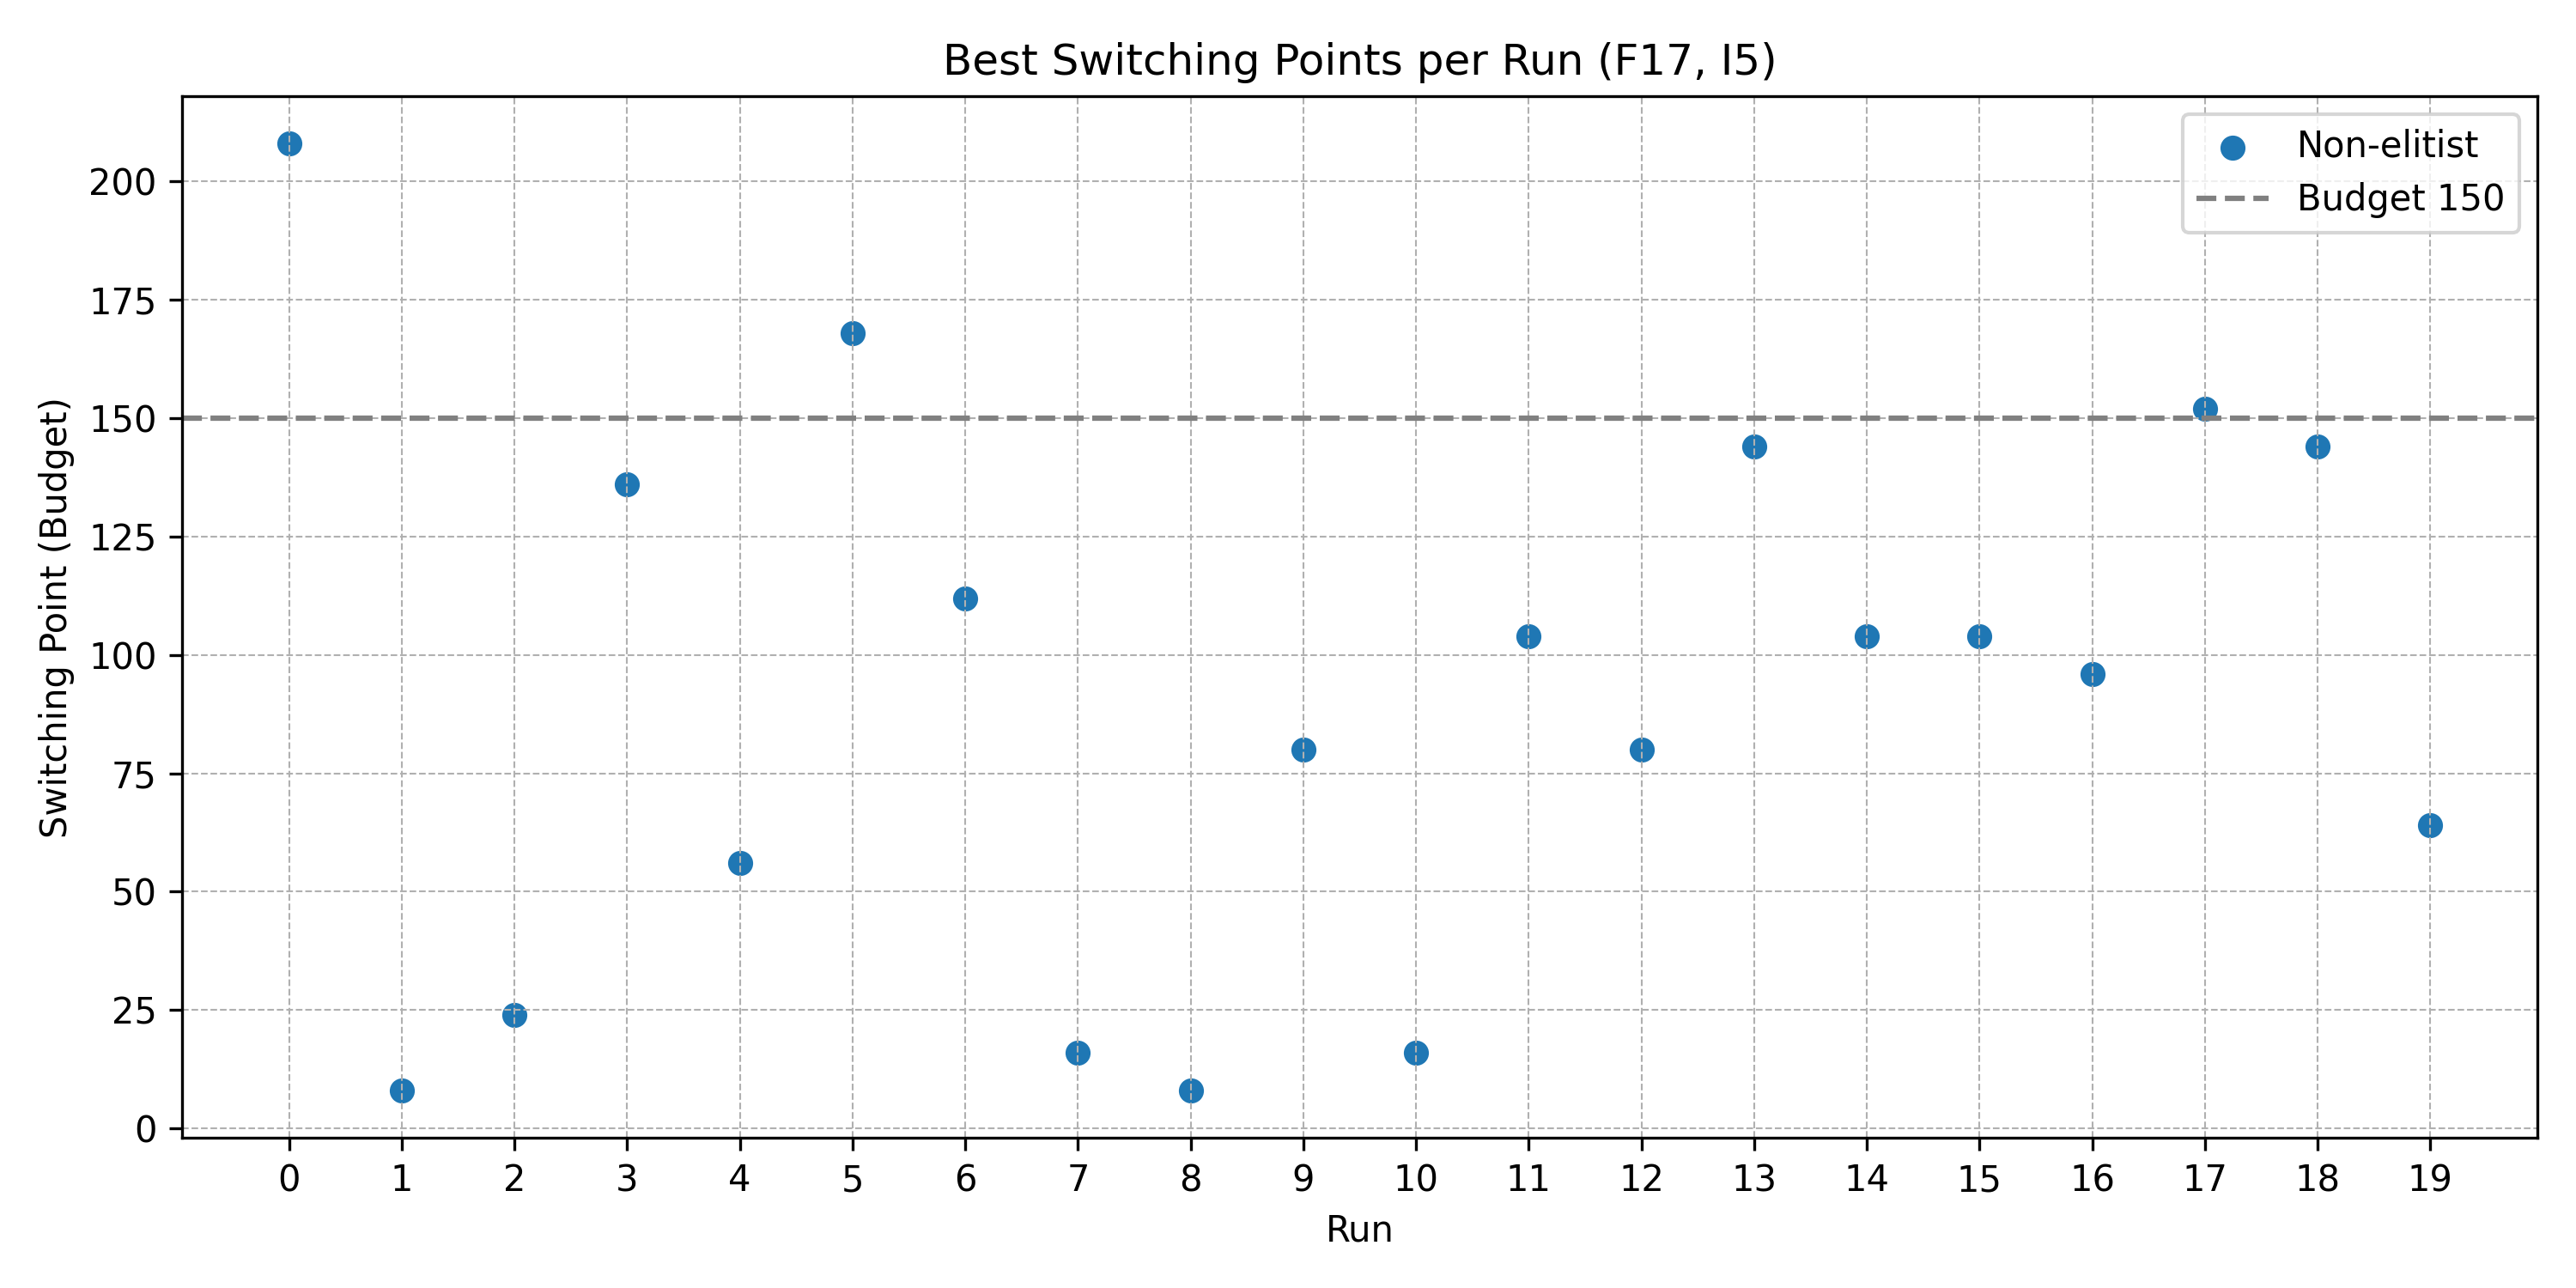 Best Switching Points per Run (F17, I5)
Non-elitist
Budget 150
Switching Point (Budget)
200
175
150
125
100
75
50
25
0
0 1 2 3 4 5 6 7 8 9 10 11 12 13 14 15 16 17 18 19
Run